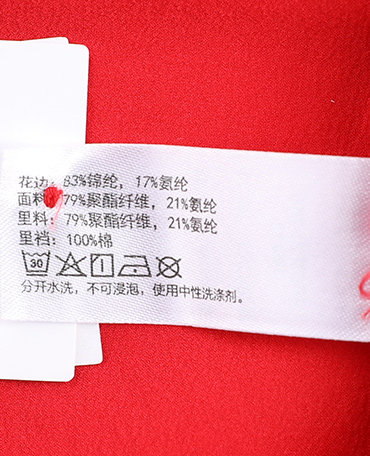 花边：83%锦纶，17%氨纶
面料：79%聚酯纤维，21%氨纶
里料：79%聚酯纤维，21%氨纶
里裆：100%棉
30
分开水洗，不可浸泡，使用中性洗涤剂。